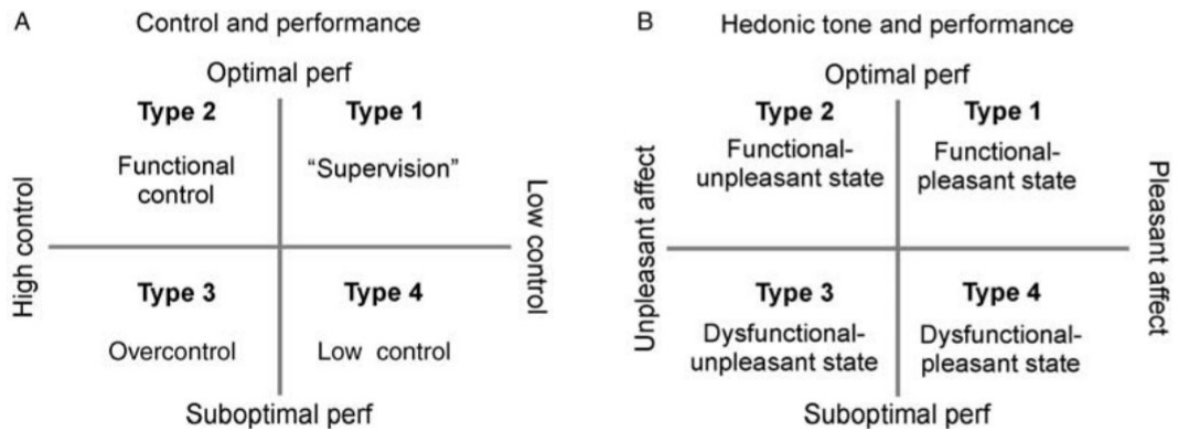 A
Control and performance
Optimal perf
Type 2
Type 1
Functional
control
“Supervision”
High control
Low control
Type 3
Type 4
Overcontrol
Low control
Suboptimal perf
B
Hedonic tone and performance
Optimal perf
Type 2
Type 1
Functional-
unpleasant state
Functional-
pleasant state
Unpleasant affect
Pleasant affect
Type 3
Type 4
Dysfunctional-
unpleasant state
Dysfunctional-
pleasant state
Suboptimal perf